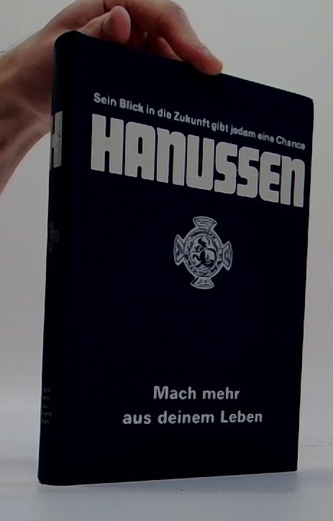 Sein Blick in die Zukunft gibt jedem eine Chance
HANUSSEN
Mach mehr
aus deinem Leben